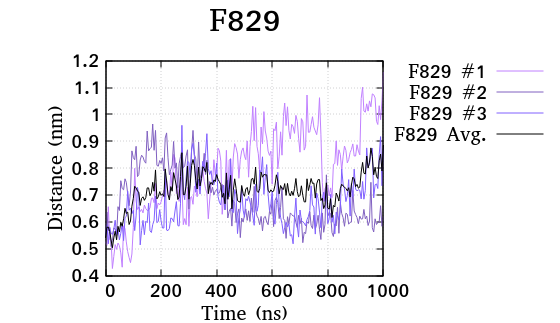 F829
Distance (nm)
1.2
1.1
1
0.9
0.8
0.7
0.6
0.5
0.4
0 200 400 600 800 1000
Time (ns)
F829 #1
F829 #2
F829 #3
F829 Avg.